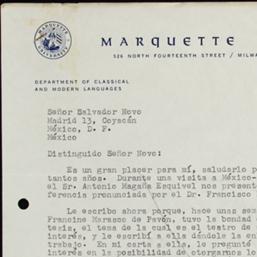 MARQUETTE
526 NORTH FOURTEENTH STREET / MILWA
DEPARTMENT OF CLASSICAL
AND MODERN LANGUAGES
Señor Salvador Novo
Madrid 13, Coyacán
México, D. F.
México
Distinguido Señor Novo:
Es un gran placer para mí, saludarlo p
tantos años. Durante una visita a México-
el Sr. Antonio Magaña Esquivel nos present
ferencia pronunciada por el Dr. Francisco
Le escribo ahora porque, hace unas sem
Francine Marasco de Pavón, tuvo la bondad
tesis, el tema de la cual es el teatro de
interés, y le escribí a ella dándole la en
trabajo. En mi carta a ella, le pregunté
interés en la posibilidad de otorgarnos l